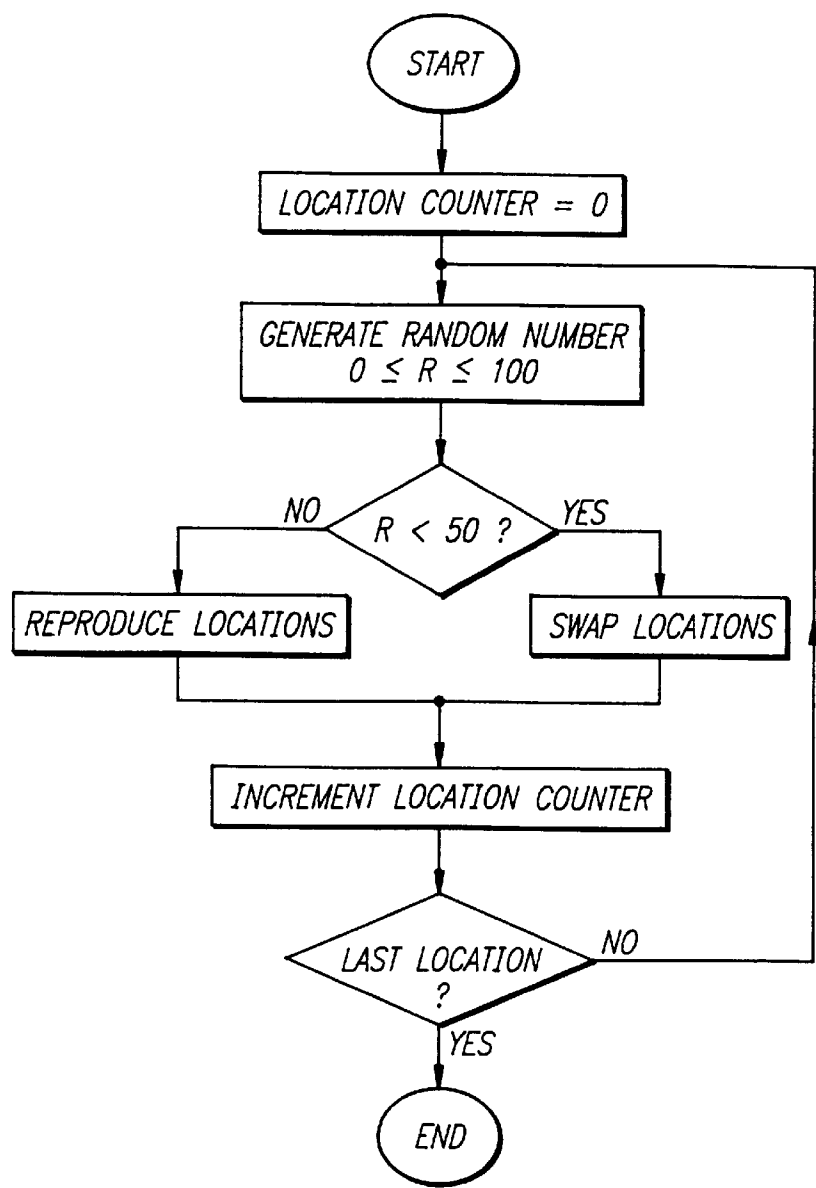 START
LOCATION COUNTER = 0
GENERATE RANDOM NUMBER
0 ≤ R ≤ 100
NO
R < 50 ?
YES
REPRODUCE LOCATIONS
SWAP LOCATIONS
INCREMENT LOCATION COUNTER
LAST LOCATION
?
NO
YES
END